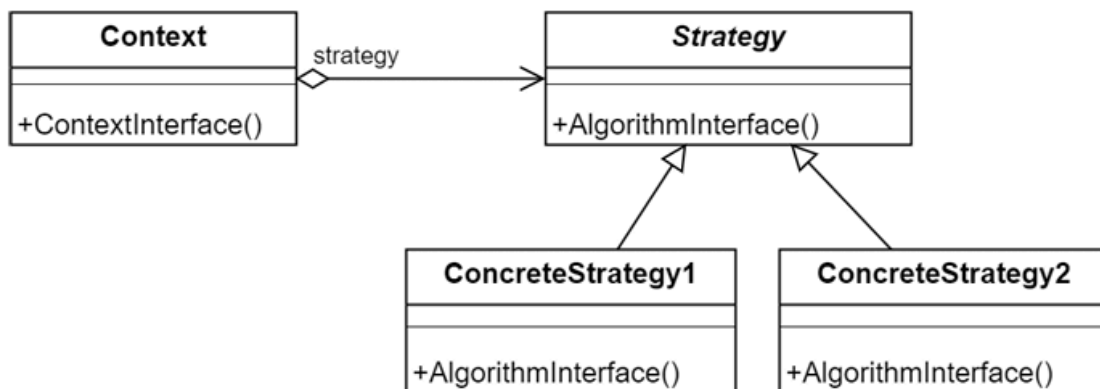 Context
Strategy
strategy
+ContextInterface()
+AlgorithmInterface()
ConcreteStrategy1
ConcreteStrategy2
+AlgorithmInterface()
+AlgorithmInterface()